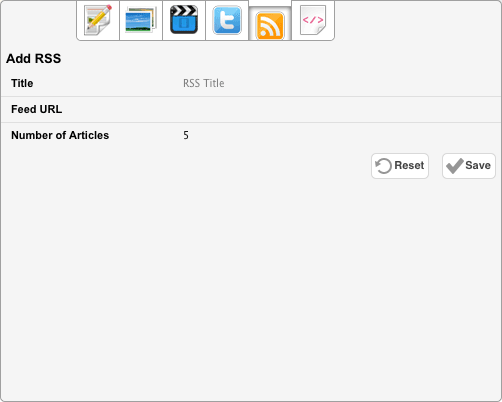 </>
Add RSS
Title RSS Title
Feed URL
Number of Articles 5
Reset Save